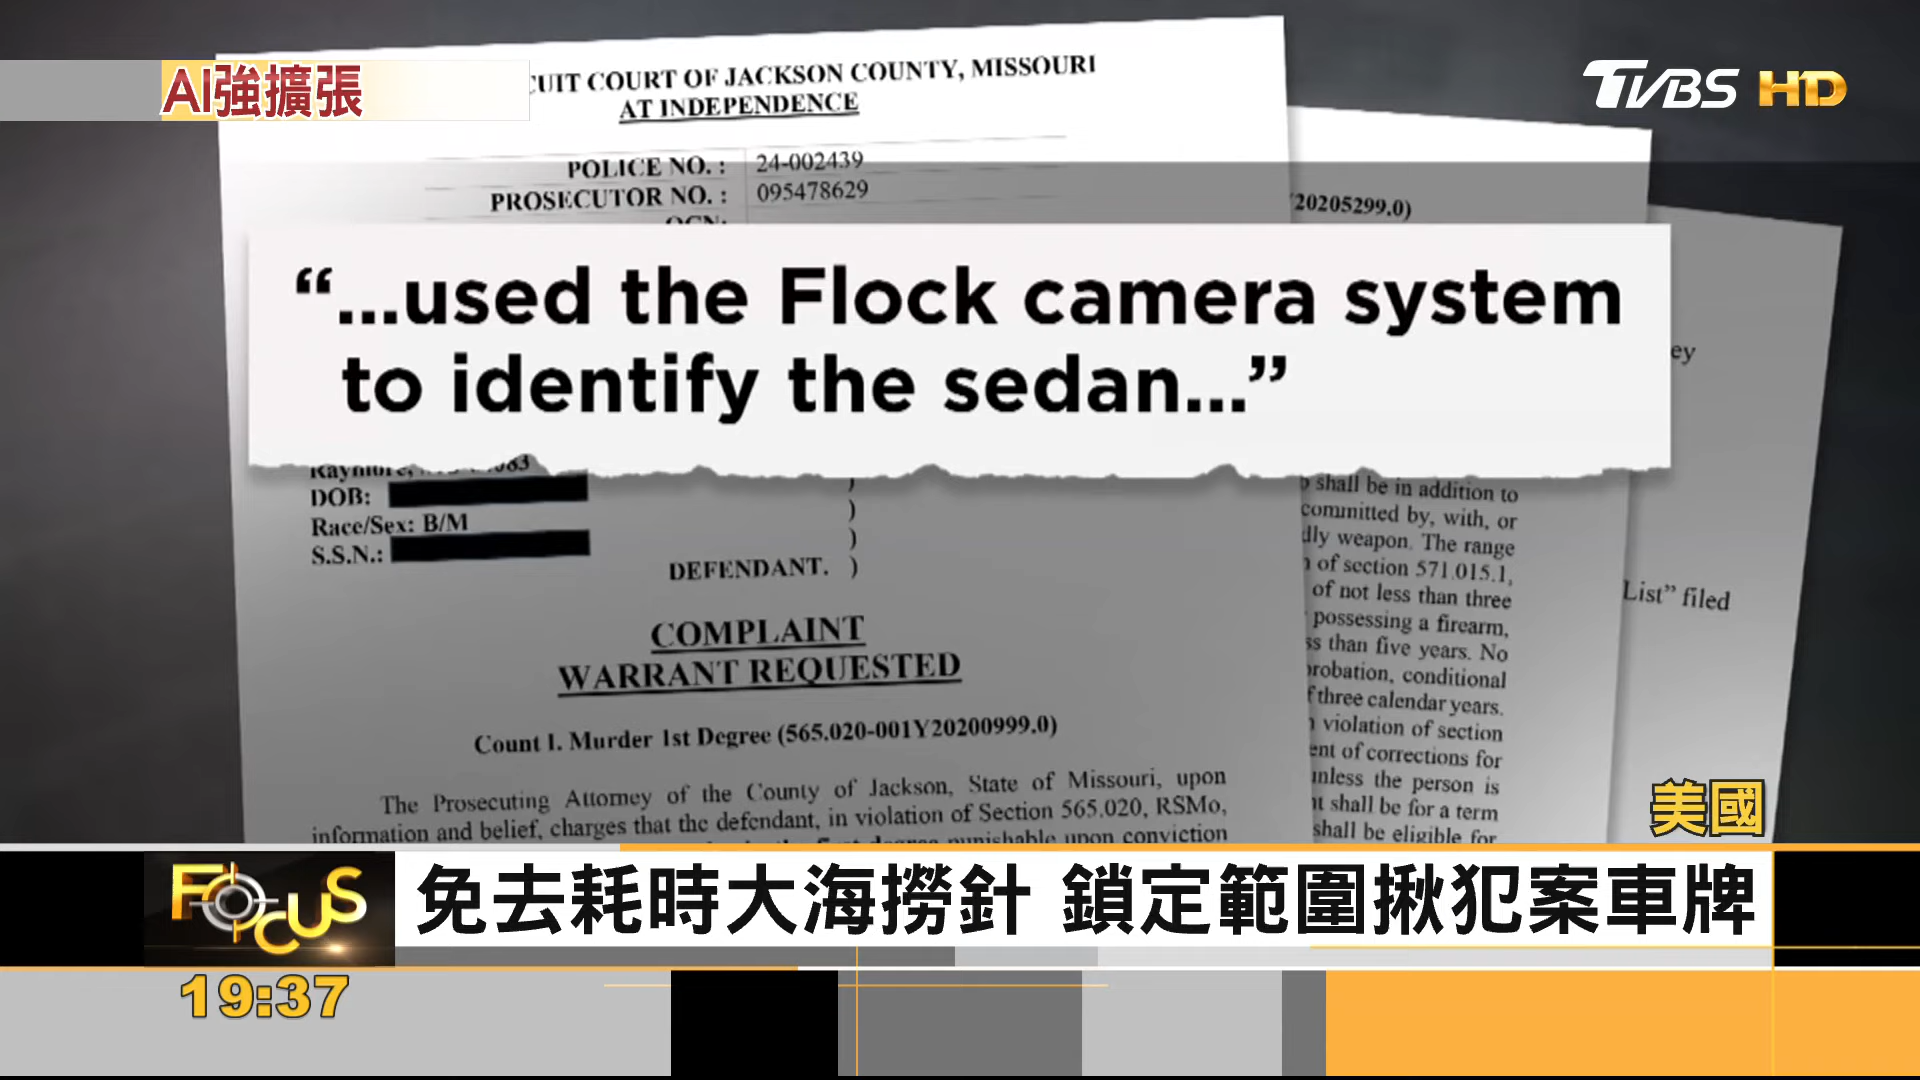 AI強擴張
TVBS HD
CUIT COURT OF JACKSON COUNTY, MISSOURI
AT INDEPENDENCE
POLICE NO. : 24-002439
PROSECUTOR NO. : 095478629
OCN:
Y20205299.0)
“...used the Flock camera system
to identify the sedan...”
ey
DOB:
Race/Sex: B/M
S.S.N.:
DEFENDANT. )
COMPLAINT
WARRANT REQUESTED
Count I. Murder 1st Degree (565.020-001Y20200999.0)
The Prosecuting Attorney of the County of Jackson, State of Missouri, upon
information and belief, charges that the defendant, in violation of Section 565.020, RSMo,
punishable upon conviction
shall be in addition to
committed by, with, or
dly weapon. The range
of section 571.015.1,
of not less than three
possessing a firearm,
ss than five years. No
probation, conditional
f three calendar years.
violation of section
ent of corrections for
unless the person is
shall be for a term
shall be eligible for
List” filed
美國
FOCUS
免去耗時大海撈針 鎖定範圍揪犯案車牌
19:37